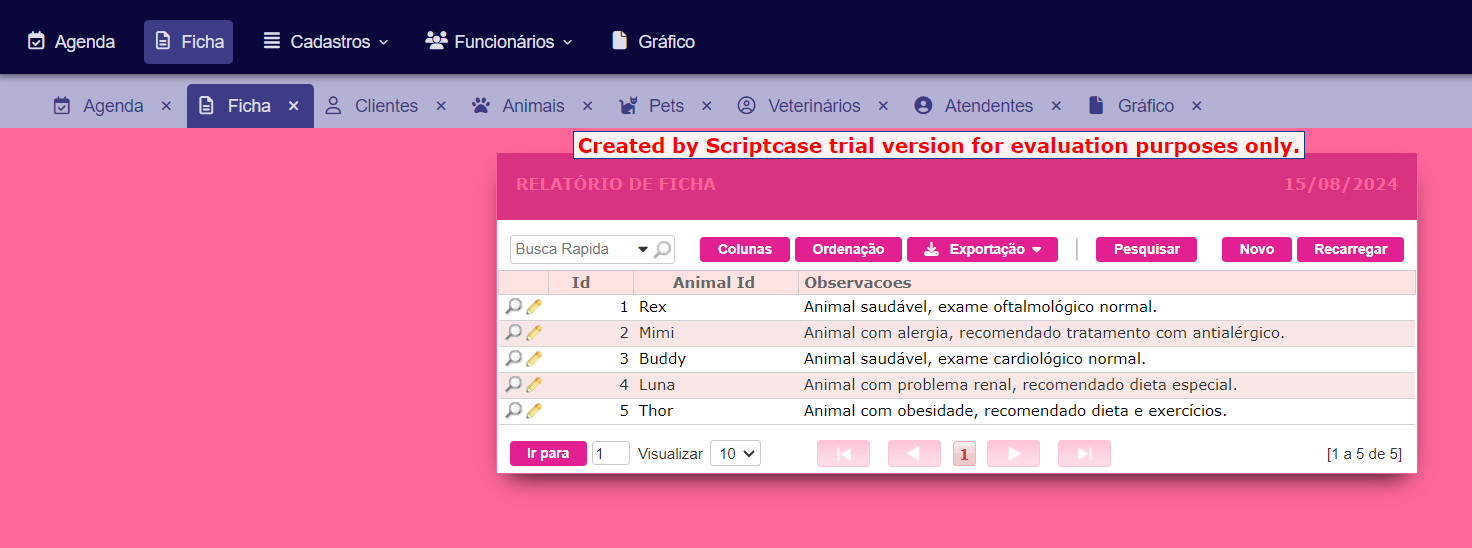 Agenda Ficha Cadastros Funcionários Gráfico
Agenda × Ficha × Clientes × Animais × Pets × Veterinários × Atendentes × Gráfico ×
Created by Scriptcase trial version for evaluation purposes only.
RELATÓRIO DE FICHA 15/08/2024
Busca Rapida Colunas Ordenação Exportação Pesquisar Novo Recarregar
Id Animal Id Observacoes
1 Rex Animal saudável, exame oftalmológico normal.
2 Mimi Animal com alergia, recomendado tratamento com antialérgico.
3 Buddy Animal saudável, exame cardiológico normal.
4 Luna Animal com problema renal, recomendado dieta especial.
5 Thor Animal com obesidade, recomendado dieta e exercícios.
Ir para 1 Visualizar 10 1 [1 a 5 de 5]